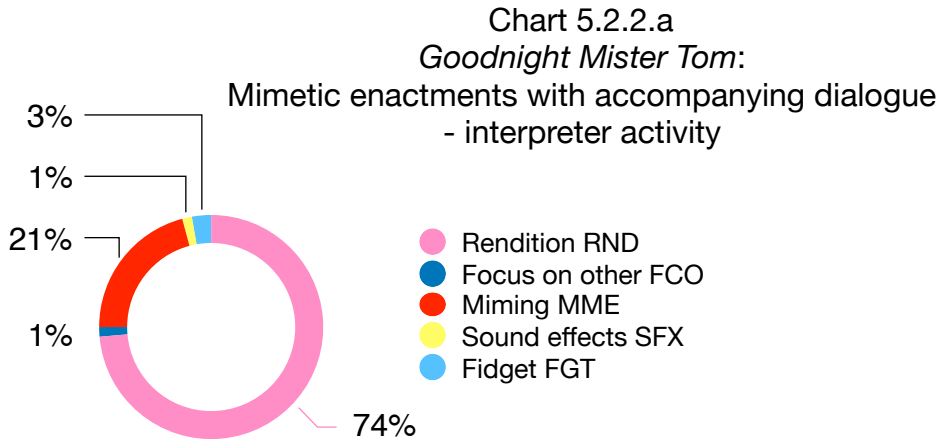 Chart 5.2.2.a
Goodnight Mister Tom:
Mimetic enactments with accompanying dialogue
- interpreter activity
3%
1%
21%
1%
74%
Rendition RND
Focus on other FCO
Miming MME
Sound effects SFX
Fidget FGT